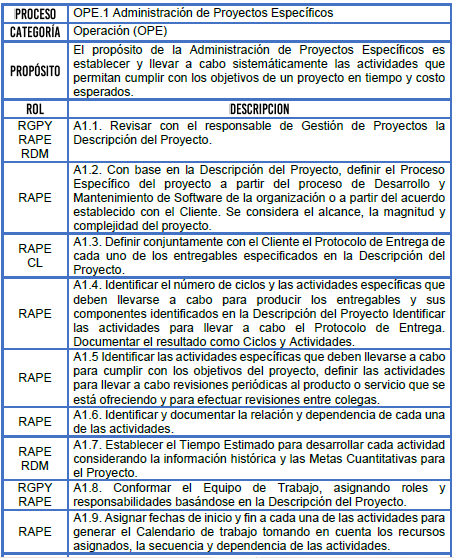 PROCESO OPE.1 Administración de Proyectos Específicos
CATEGORÍA Operación (OPE)
PROPÓSITO El propósito de la Administración de Proyectos Específicos es
establecer y llevar a cabo sistemáticamente las actividades que
permitan cumplir con los objetivos de un proyecto en tiempo y costo
esperados.
ROL DESCRIPCION
RGPY
RAPE
RDM
A1.1. Revisar con el responsable de Gestión de Proyectos la
Descripción del Proyecto.
RAPE
A1.2. Con base en la Descripción del Proyecto, definir el Proceso
Específico del proyecto a partir del proceso de Desarrollo y
Mantenimiento de Software de la organización o a partir del acuerdo
establecido con el Cliente. Se considera el alcance, la magnitud y
complejidad del proyecto.
RAPE
CL
A1.3. Definir conjuntamente con el Cliente el Protocolo de Entrega de
cada uno de los entregables especificados en la Descripción del
Proyecto.
RAPE
A1.4. Identificar el número de ciclos y las actividades específicas que
deben llevarse a cabo para producir los entregables y sus
componentes identificados en la Descripción del Proyecto Identificar
las actividades para llevar a cabo el Protocolo de Entrega.
Documentar el resultado como Ciclos y Actividades.
RAPE
A1.5 Identificar las actividades específicas que deben llevarse a cabo
para cumplir con los objetivos del proyecto, definir las actividades
para llevar a cabo revisiones periódicas al producto o servicio que se
está ofreciendo y para efectuar revisiones entre colegas.
RAPE
A1.6. Identificar y documentar la relación y dependencia de cada una
de las actividades.
RAPE
RDM
A1.7. Establecer el Tiempo Estimado para desarrollar cada actividad
considerando la información histórica y las Metas Cuantitativas para
el Proyecto.
RGPY
RAPE
A1.8. Conformar el Equipo de Trabajo, asignando roles y
responsabilidades basándose en la Descripción del Proyecto.
RAPE
A1.9. Asignar fechas de inicio y fin a cada una de las actividades para
generar el Calendario de trabajo tomando en cuenta los recursos
asignados, la secuencia y dependencia de las actividades.